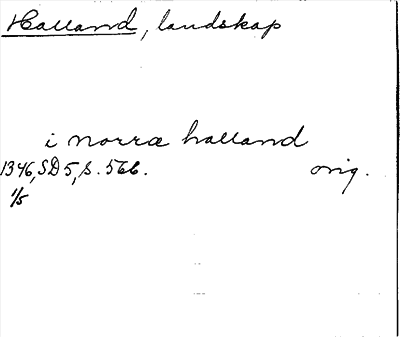 Halland, landskap
i norra halland
1346, SD 5, s. 566. orig.
1/5